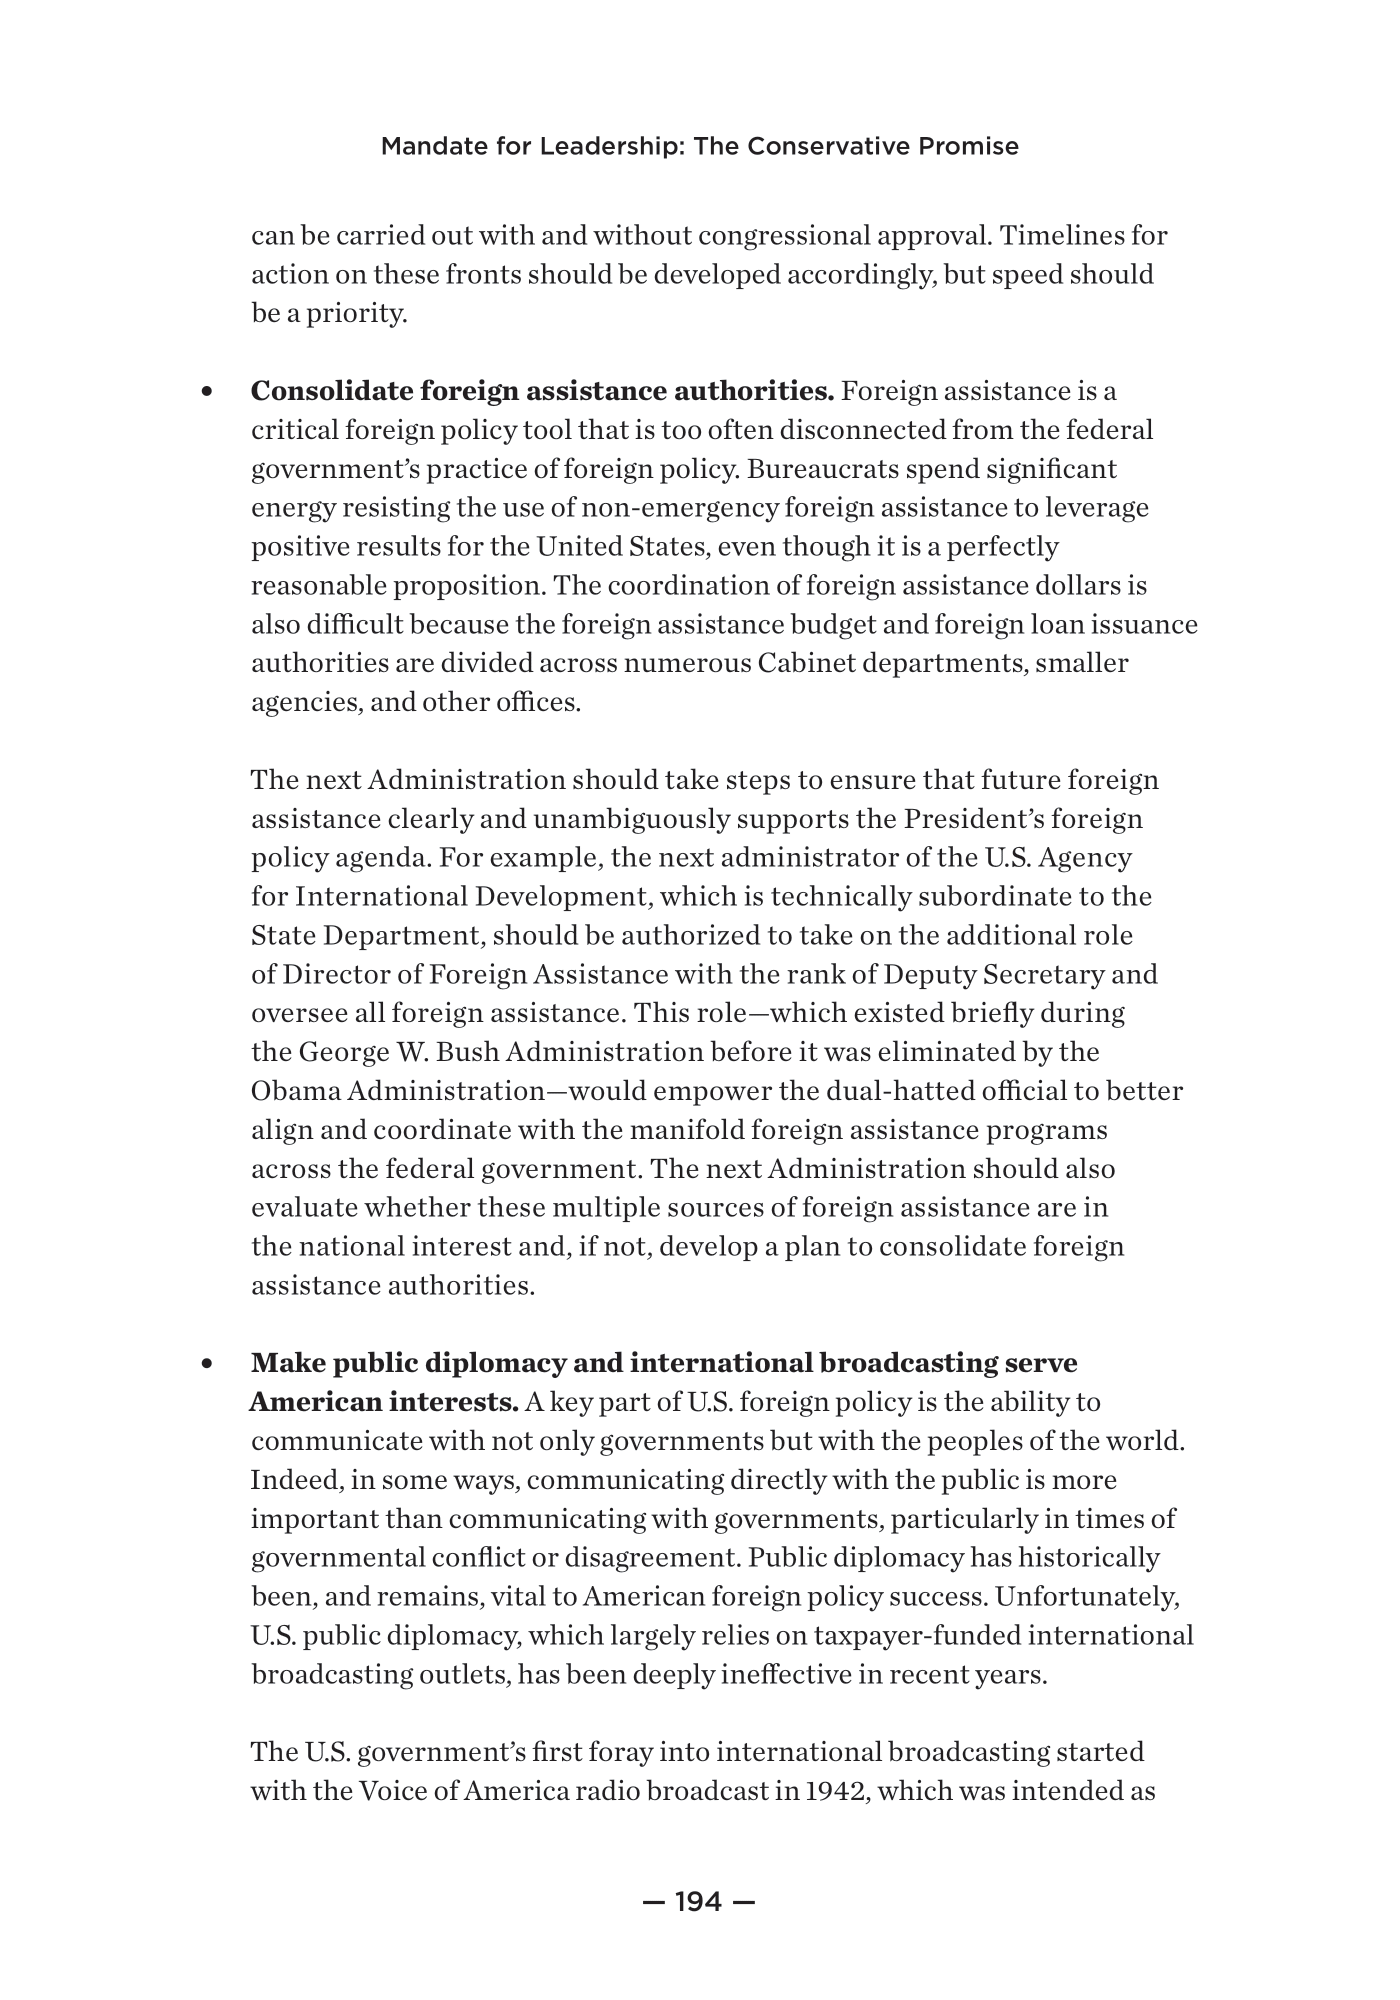 Mandate for Leadership: The Conservative Promise
can be carried out with and without congressional approval. Timelines for
action on these fronts should be developed accordingly, but speed should
be a priority.
• Consolidate foreign assistance authorities. Foreign assistance is a
critical foreign policy tool that is too often disconnected from the federal
government’s practice of foreign policy. Bureaucrats spend significant
energy resisting the use of non-emergency foreign assistance to leverage
positive results for the United States, even though it is a perfectly
reasonable proposition. The coordination of foreign assistance dollars is
also difficult because the foreign assistance budget and foreign loan issuance
authorities are divided across numerous Cabinet departments, smaller
agencies, and other offices.
The next Administration should take steps to ensure that future foreign
assistance clearly and unambiguously supports the President’s foreign
policy agenda. For example, the next administrator of the U.S. Agency
for International Development, which is technically subordinate to the
State Department, should be authorized to take on the additional role
of Director of Foreign Assistance with the rank of Deputy Secretary and
oversee all foreign assistance. This role—which existed briefly during
the George W. Bush Administration before it was eliminated by the
Obama Administration—would empower the dual-hatted official to better
align and coordinate with the manifold foreign assistance programs
across the federal government. The next Administration should also
evaluate whether these multiple sources of foreign assistance are in
the national interest and, if not, develop a plan to consolidate foreign
assistance authorities.
• Make public diplomacy and international broadcasting serve
American interests. A key part of U.S. foreign policy is the ability to
communicate with not only governments but with the peoples of the world.
Indeed, in some ways, communicating directly with the public is more
important than communicating with governments, particularly in times of
governmental conflict or disagreement. Public diplomacy has historically
been, and remains, vital to American foreign policy success. Unfortunately,
U.S. public diplomacy, which largely relies on taxpayer-funded international
broadcasting outlets, has been deeply ineffective in recent years.
The U.S. government’s first foray into international broadcasting started
with the Voice of America radio broadcast in 1942, which was intended as
— 194 —